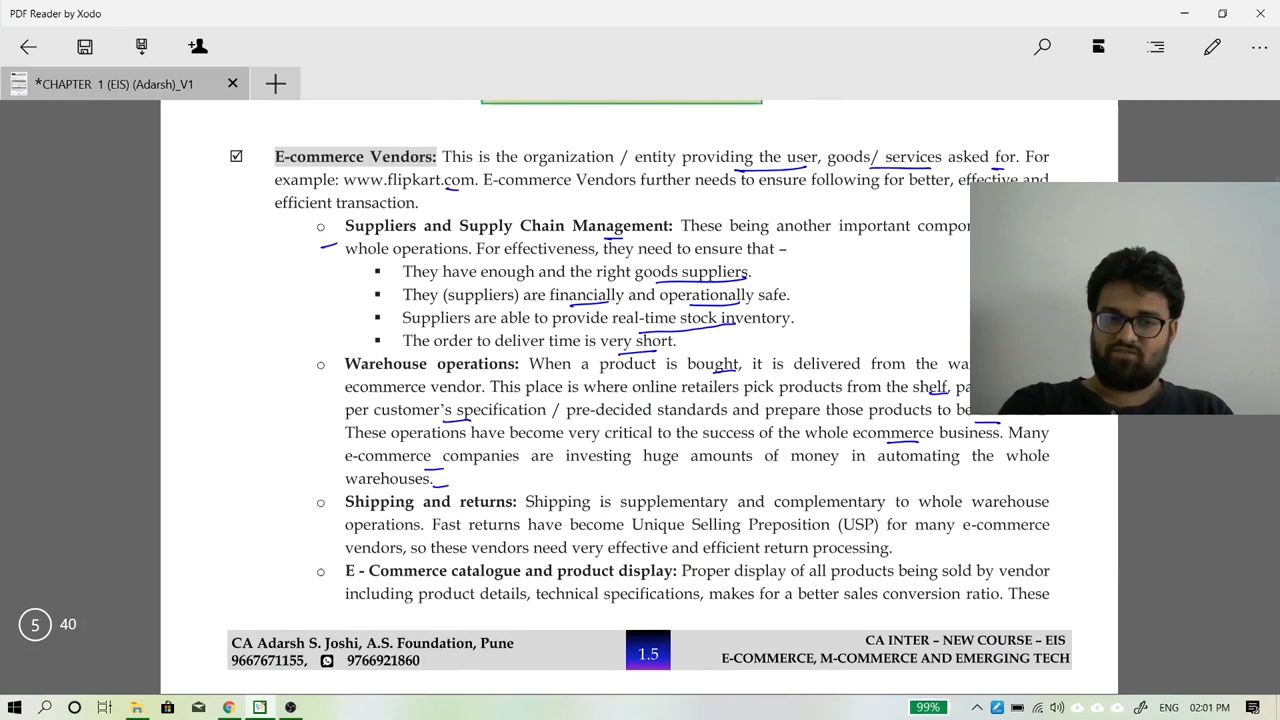 PDF Reader by Xodo
*CHAPTER 1 (EIS) (Adarsh)_V1
E-commerce Vendors: This is the organization / entity providing the user, goods/ services asked for. For
example: www.flipkart.com. E-commerce Vendors further needs to ensure following for better, effective and
efficient transaction.
Suppliers and Supply Chain Management: These being another important
whole operations. For effectiveness, they need to ensure that –
They have enough and the right goods suppliers.
They (suppliers) are financially and operationally safe.
Suppliers are able to provide real-time stock inventory.
The order to deliver time is very short.
Warehouse operations: When a product is bought, it is delivered from the
ecommerce vendor. This place is where online retailers pick products from the shelf,
per customer's specification / pre-decided standards and prepare those products to be
These operations have become very critical to the success of the whole ecommerce business. Many
e-commerce companies are investing huge amounts of money in automating the whole
warehouses.
Shipping and returns: Shipping is supplementary and complementary to whole warehouse
operations. Fast returns have become Unique Selling Preposition (USP) for many e-commerce
vendors, so these vendors need very effective and efficient return processing.
E - Commerce catalogue and product display: Proper display of all products being sold by vendor
including product details, technical specifications, makes for a better sales conversion ratio. These
5 40
CA Adarsh S. Joshi, A.S. Foundation, Pune
9667671155, 9766921860
1.5
CA INTER – NEW COURSE – EIS
E-COMMERCE, M-COMMERCE AND EMERGING TECH
99% ENG 02:01 PM